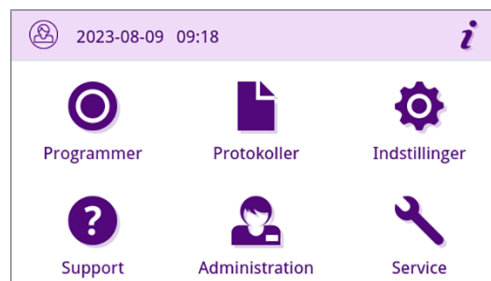 2023-08-09 09:18 i
Programmer Protokoller Indstillinger
? 
Support Administration Service